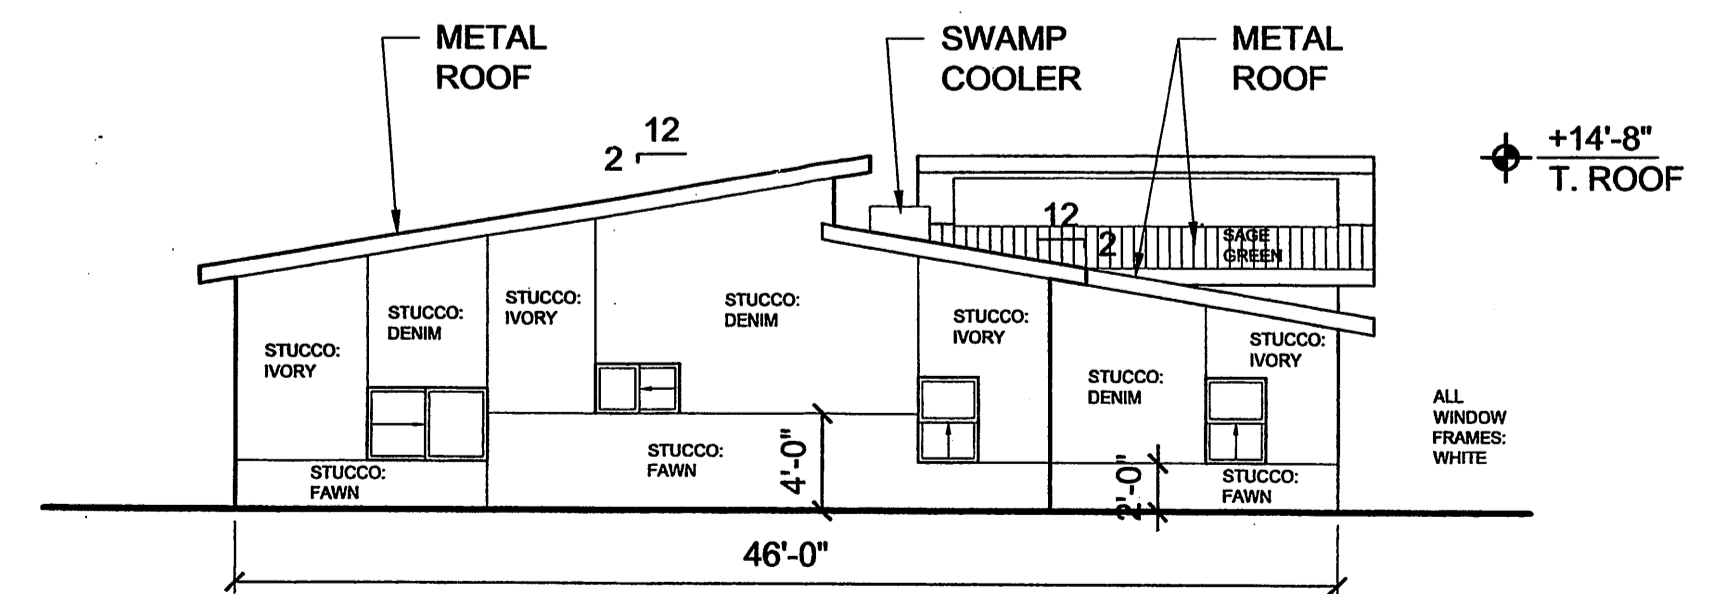 METAL
ROOF
SWAMP
COOLER
METAL
ROOF
12
2
+14'-8"
T. ROOF
12
2
SAGE
GREEN
STUCCO:
IVORY
STUCCO:
DENIM
STUCCO:
IVORY
STUCCO:
DENIM
STUCCO:
IVORY
STUCCO:
DENIM
STUCCO:
IVORY
ALL
WINDOW
FRAMES:
WHITE
STUCCO:
FAWN
STUCCO:
FAWN
4'-0"
2'-0"
STUCCO:
FAWN
46'-0"